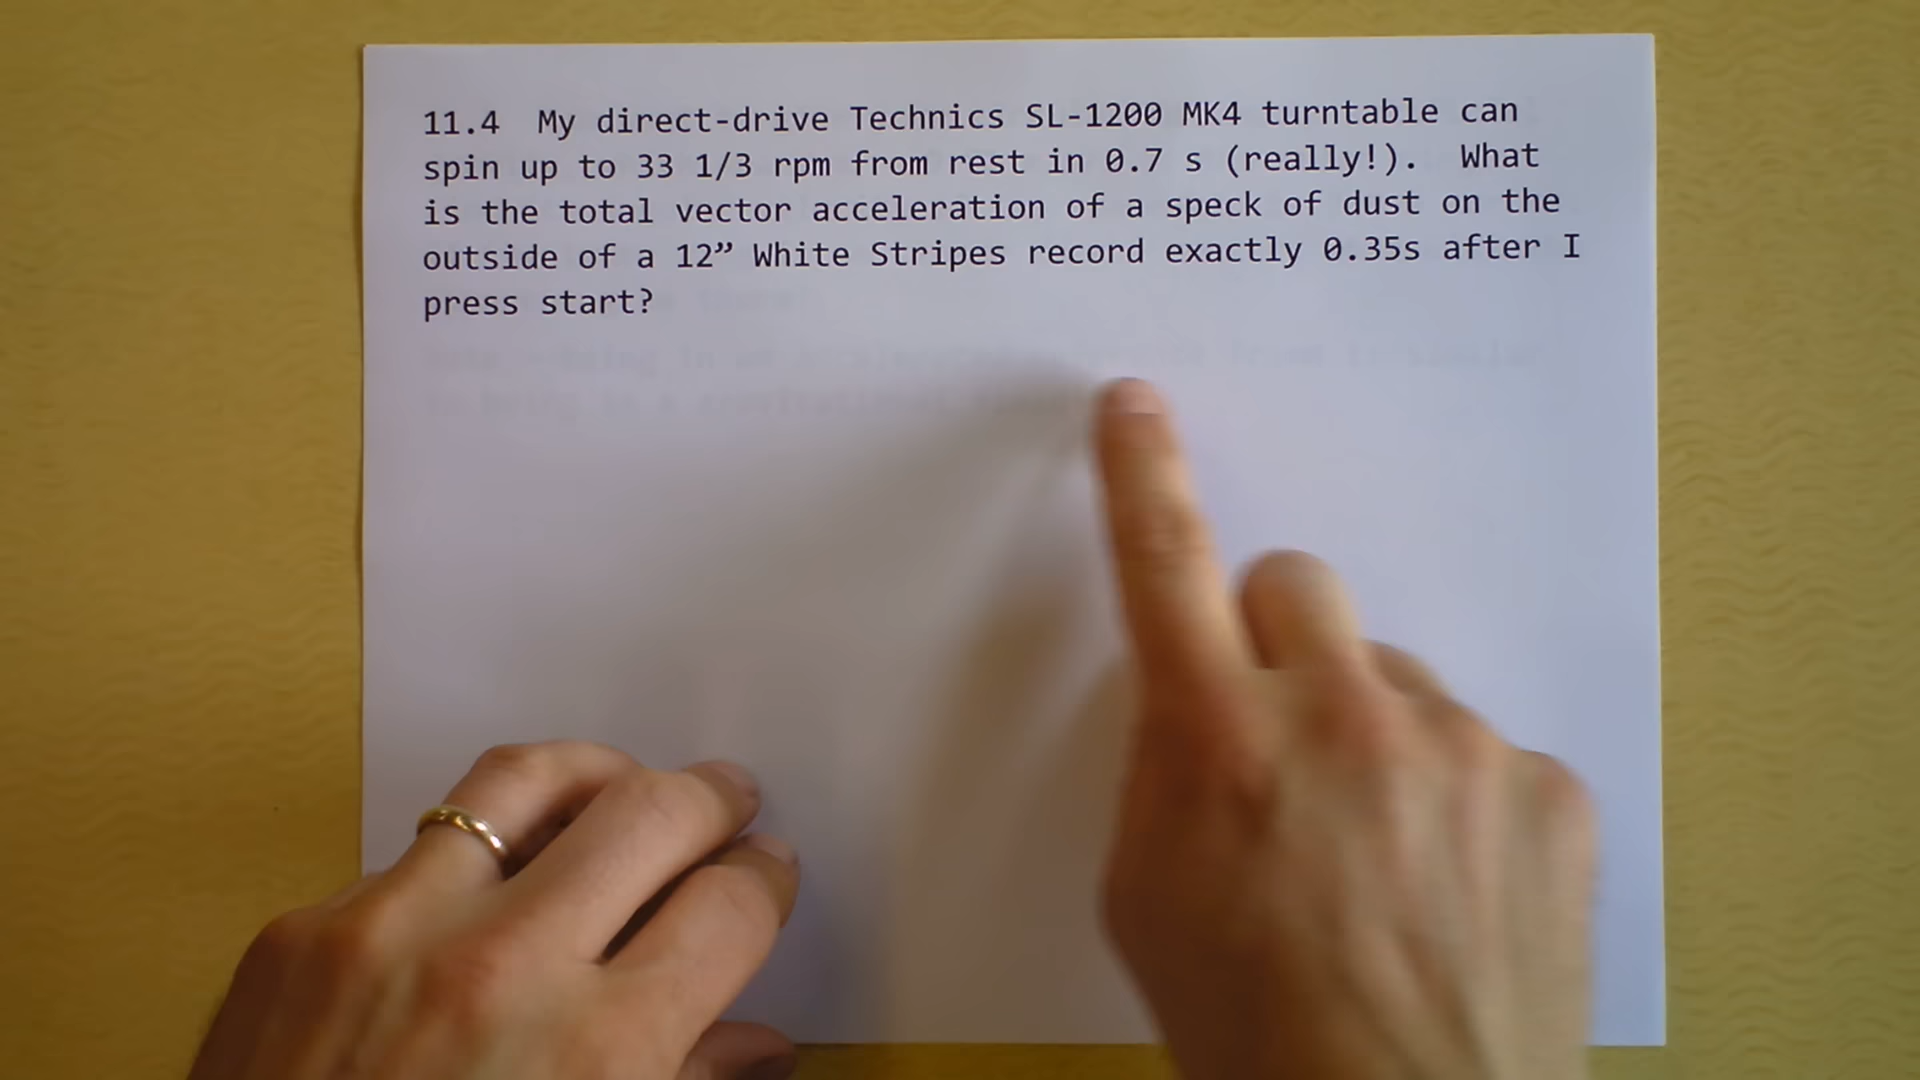 11.4 My direct-drive Technics SL-1200 MK4 turntable can
spin up to 33 1/3 rpm from rest in 0.7 s (really!). What
is the total vector acceleration of a speck of dust on the
outside of a 12” White Stripes record exactly 0.35s after I
press start?